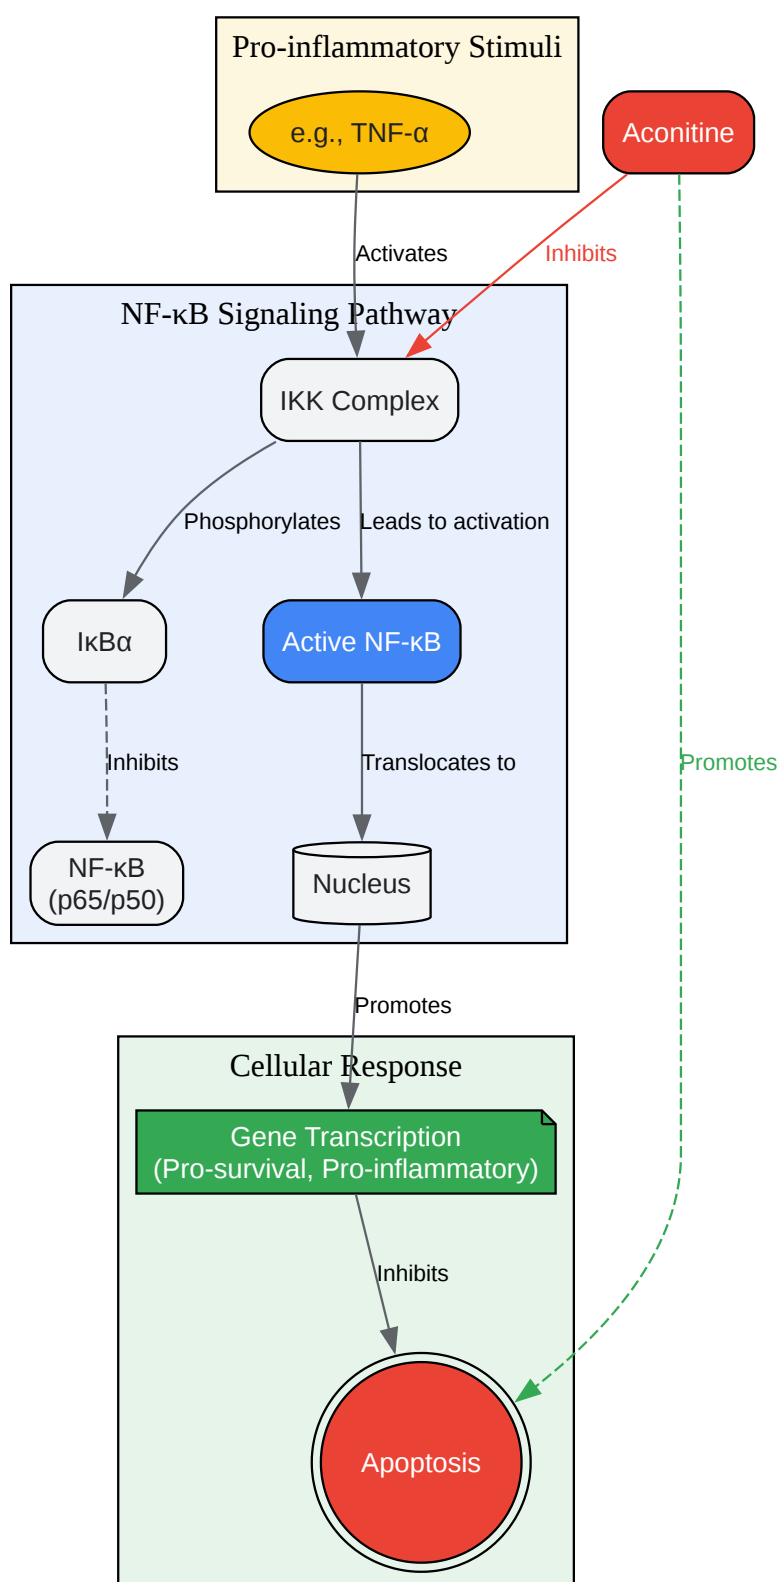 Pro-inflammatory Stimuli
e.g., TNF-α
Aconitine
Activates
Inhibits
NF-κB Signaling Pathway
IKK Complex
Phosphorylates
Leads to activation
IκBα
Active NF-κB
Inhibits
Translocates to
Promotes
NF-κB
(p65/p50)
Nucleus
Promotes
Cellular Response
Gene Transcription
(Pro-survival, Pro-inflammatory)
Inhibits
Apoptosis